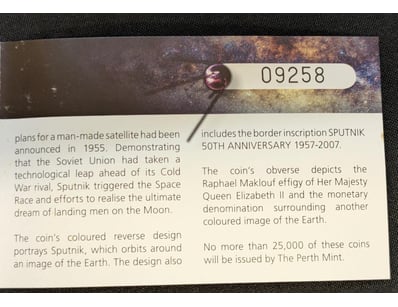 09258
plans for a man-made satellite had been
announced in 1955. Demonstrating
that the Soviet Union had taken a
technological leap ahead of its Cold
War rival, Sputnik triggered the Space
Race and efforts to realise the ultimate
dream of landing men on the Moon.
The coin's coloured reverse design
portrays Sputnik, which orbits around
an image of the Earth. The design also
includes the border inscription SPUTNIK
50TH ANNIVERSARY 1957-2007.
The coin's obverse depicts the
Raphael Maklouf effigy of Her Majesty
Queen Elizabeth II and the monetary
denomination surrounding another
coloured image of the Earth.
No more than 25,000 of these coins
will be issued by The Perth Mint.